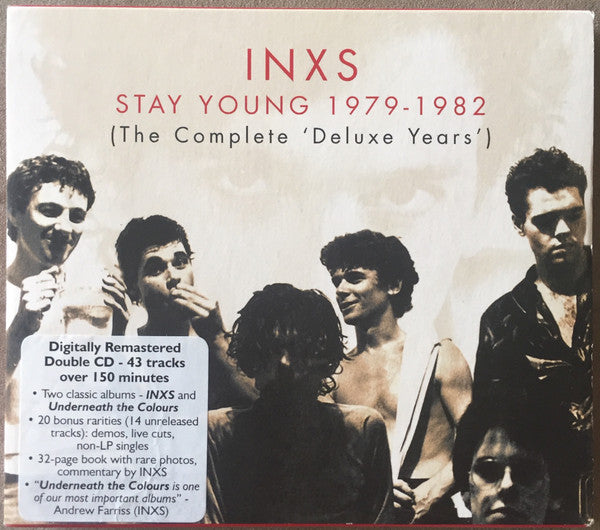 INXS
STAY YOUNG 1979-1982
(The Complete ‘Deluxe Years’)
Digitally Remastered
Double CD - 43 tracks
over 150 minutes
• Two classic albums - INXS and
Underneath the Colours
• 20 bonus rarities (14 unreleased
tracks): demos, live cuts,
non-LP singles
• 32-page book with rare photos,
commentary by INXS
• “Underneath the Colours is one
of our most important albums” -
Andrew Farriss (INXS)